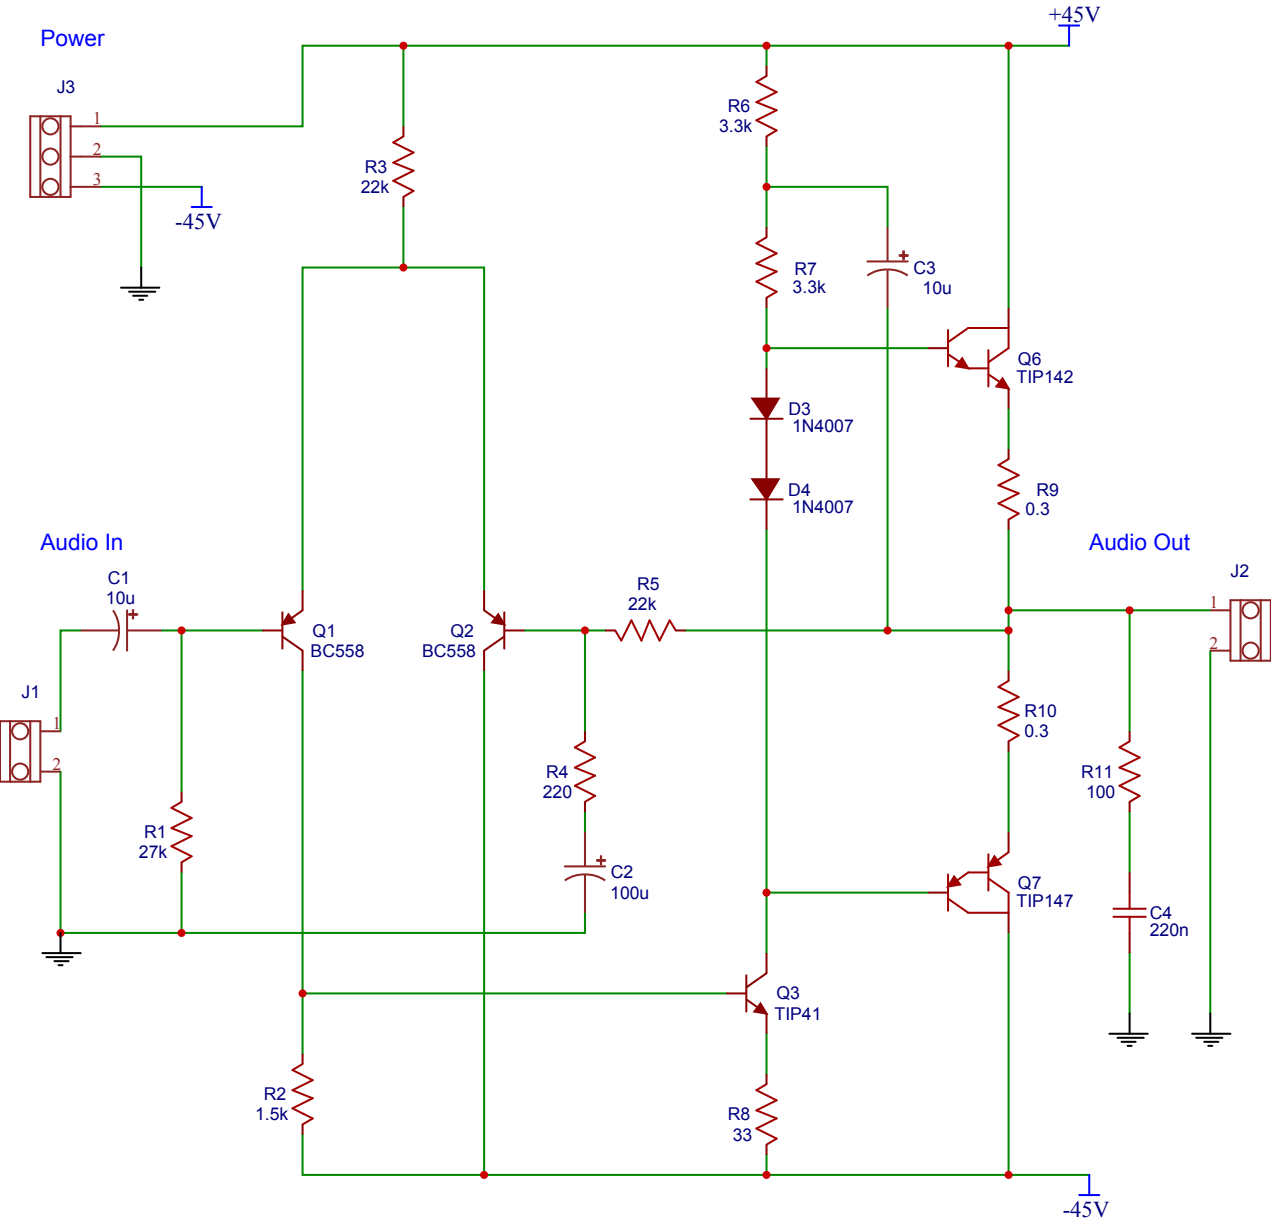 +45V
Power
J3
1
2
3
-45V
R3
22k
R6
3.3k
R7
3.3k
C3
10u
Q6
TIP142
D3
1N4007
D4
1N4007
R9
0.3
Audio In
Audio Out
C1
10u
J2
1
2
R5
22k
Q1
BC558
Q2
BC558
J1
1
2
R10
0.3
R4
220
R11
100
R1
27k
C2
100u
Q7
TIP147
C4
220n
Q3
TIP41
R2
1.5k
R8
33
-45V